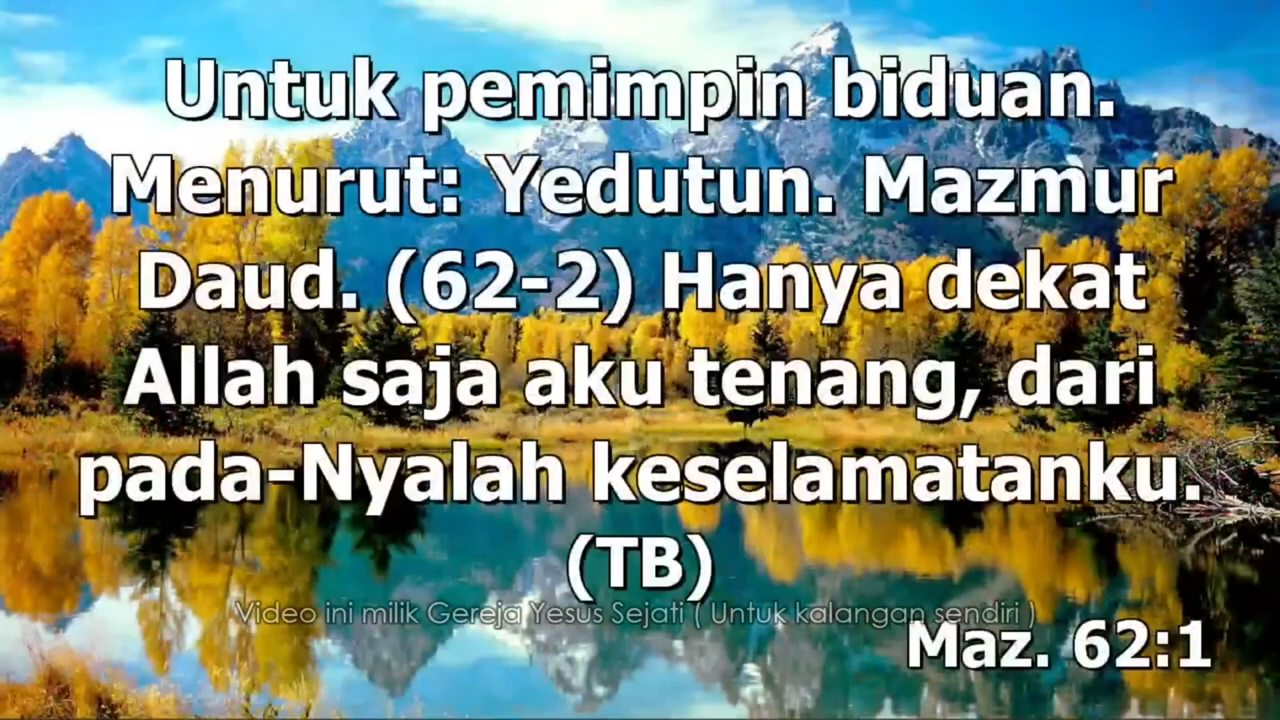 Untuk pemimpin biduan.
Menurut: Yedutun. Mazmur
Daud. (62-2) Hanya dekat
Allah saja aku tenang, dari
pada-Nyalah keselamatanku.
(TB)
Video ini milik Gereja Yesus Sejati ( Untuk kalangan sendiri )
Maz. 62:1